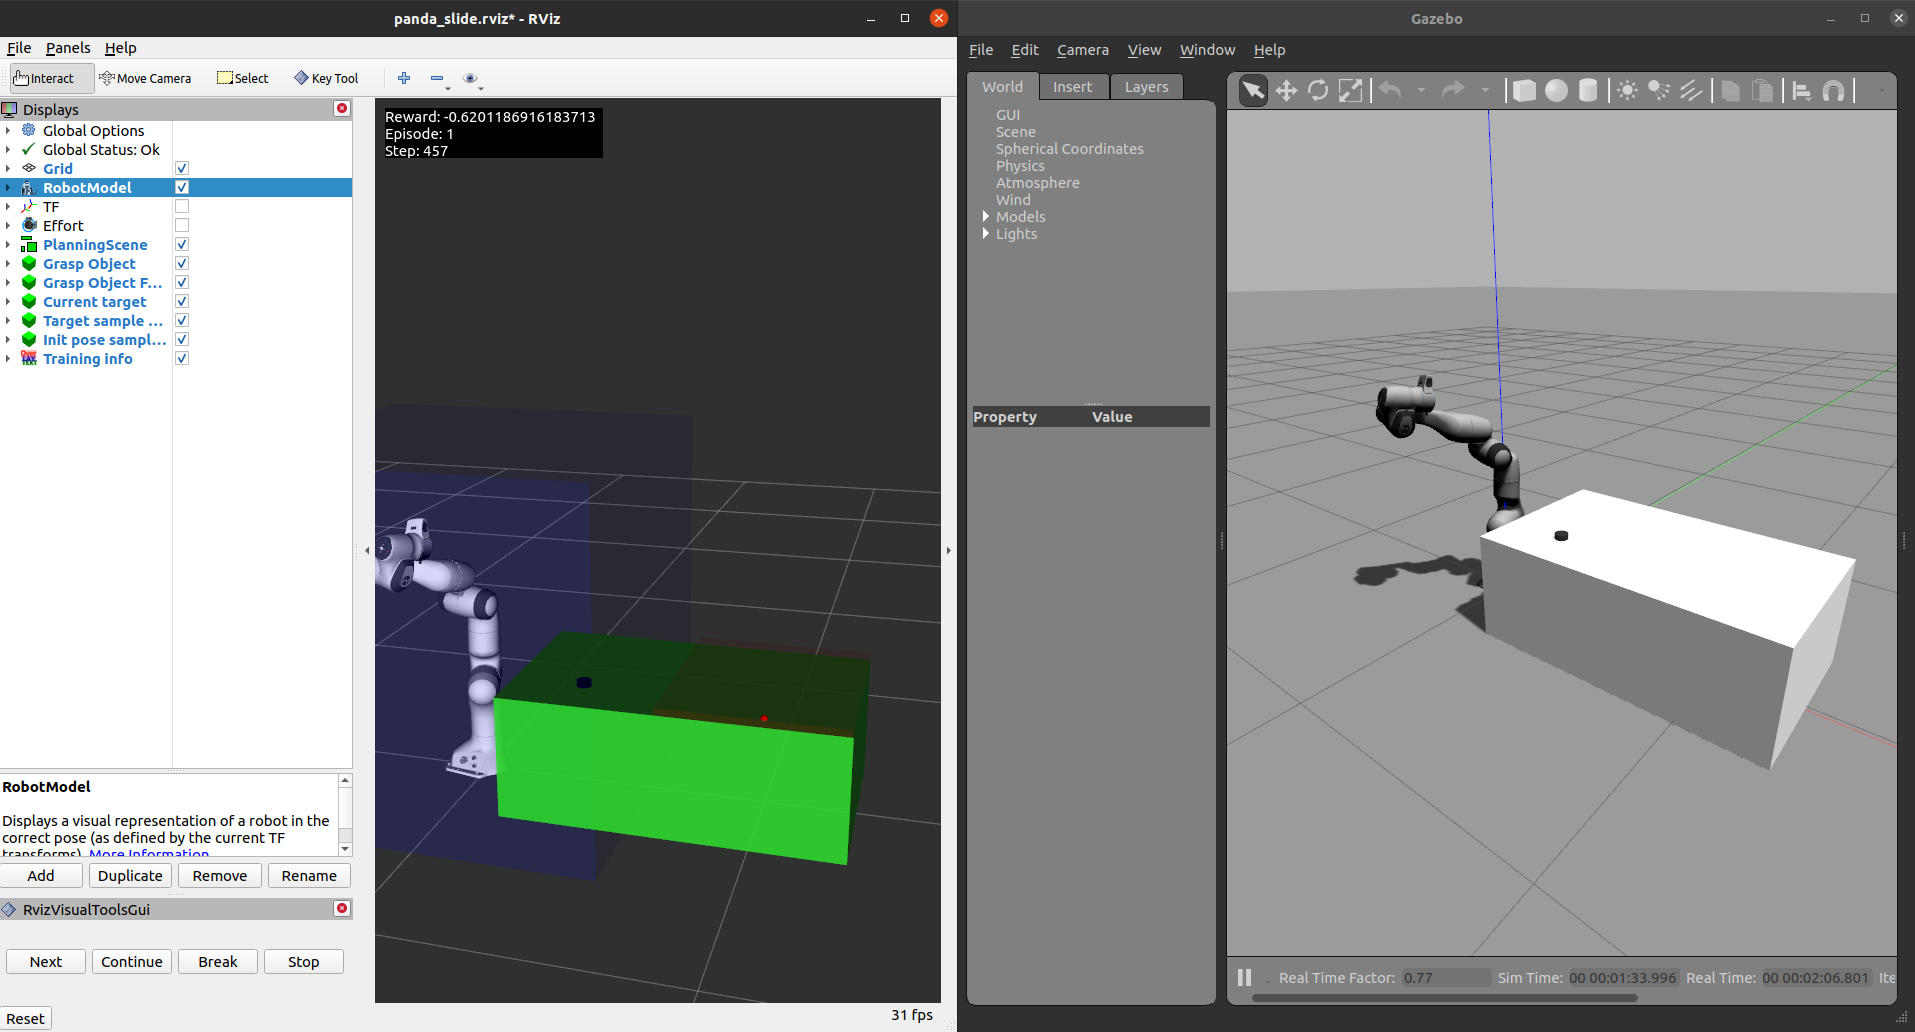 panda_slide.rviz* - RViz
File Panels Help
Interact Move Camera Select Key Tool
Displays
Global Options
Global Status: Ok
Grid
RobotModel
TF
Effort
PlanningScene
Grasp Object
Grasp Object F...
Current target
Target sample ...
Init pose sampl...
Training info
RobotModel
Displays a visual representation of a robot in the
correct pose (as defined by the current TF
transforms). More Information
Add Duplicate Remove Rename
RvizVisualToolsGui
Next Continue Break Stop
Reset
Reward: -0.6201186916183713
Episode: 1
Step: 457
31 fps
Gazebo
File Edit Camera View Window Help
World Insert Layers
GUI
Scene
Spherical Coordinates
Physics
Atmosphere
Wind
Models
Lights
Property Value
Real Time Factor: 0.77 Sim Time: 00 00:01:33.996 Real Time: 00 00:02:06.801 Ite